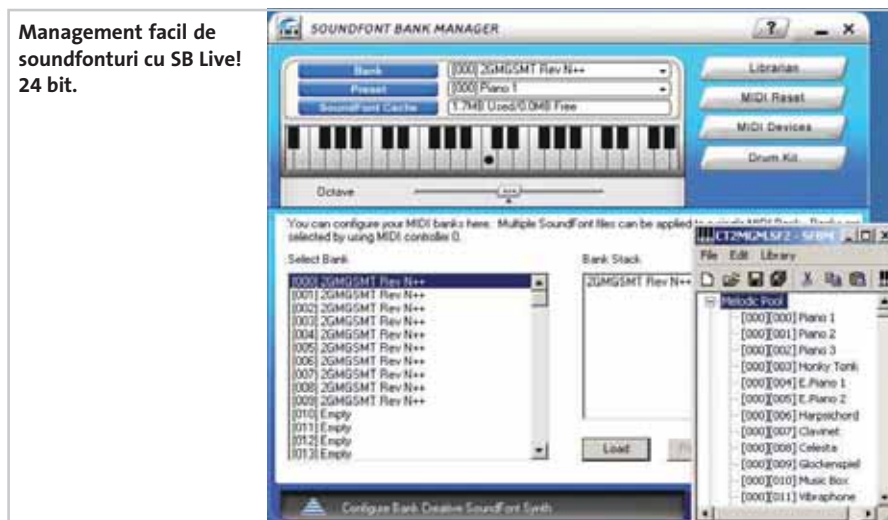 Management facil de
soundfonturi cu SB Live!
24 bit.
SOUNDFONT BANK MANAGER
?
Bank
[000] 2GMGSMT Rev N++
Preset
[000] Piano 1
SoundFont Cache
1.7MB Used/0.0MB Free
Librarian
MIDI Reset
MIDI Devices
Drum Kit
Octave
You can configure your MIDI banks here. Multiple SoundFont files can be applied
selected by using MIDI controller 0.
Select Bank
[000] 2GMGSMT Rev N++
[001] 2GMGSMT Rev N++
[002] 2GMGSMT Rev N++
[003] 2GMGSMT Rev N++
[004] 2GMGSMT Rev N++
[005] 2GMGSMT Rev N++
[006] 2GMGSMT Rev N++
[007] 2GMGSMT Rev N++
[008] 2GMGSMT Rev N++
[009] 2GMGSMT Rev N++
[010] Empty
[011] Empty
[012] Empty
[013] Empty
Bank Stack
2GMGSMT Rev N++
Load
CT2MGM.SF2 - SFBM
File Edit Library
Melodic Pool
[000][000] Piano 1
[000][001] Piano 2
[000][002] Piano 3
[000][003] Honky Tonk
[000][004] E.Piano 1
[000][005] E.Piano 2
[000][006] Harpsichord
[000][007] Clavinet
[000][008] Celesta
[000][009] Glockenspiel
[000][010] Music Box
[000][011] Vibraphone
Configure Bank Creative SoundFont Synth